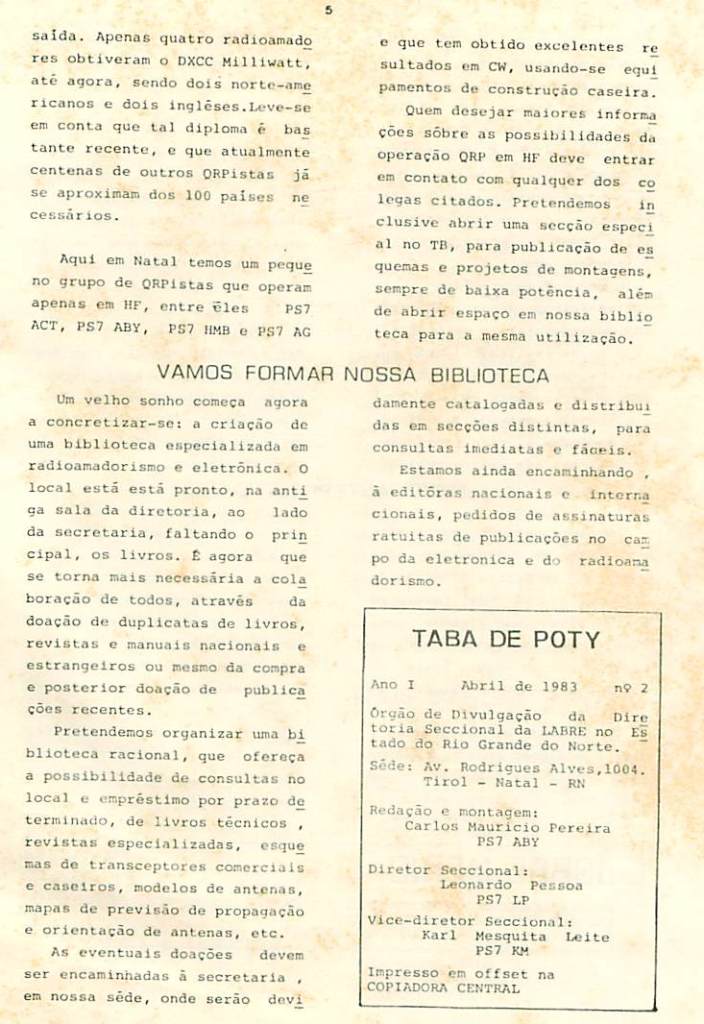 5
saída. Apenas quatro radioamado
res obtiveram o DXCC Milliwatt,
até agora, sendo dois norte-ame
ricanos e dois inglêses.Leve-se
em conta que tal diploma é bas
tante recente, e que atualmente
centenas de outros QRPistas já
se aproximam dos 100 países ne
cessários.
Aqui em Natal temos um peque
no grupo de QRPistas que operam
apenas em HF, entre êles PS7
ACT, PS7 ABY, PS7 HMB e PS7 AG
e que tem obtido excelentes re
sultados em CW, usando-se equi
pamentos de construção caseira.
Quem desejar maiores informa
ções sôbre as possibilidades da
operação QRP em HF deve entrar
em contato com qualquer dos co
legas citados. Pretendemos in
clusive abrir uma secção especi
al no TB, para publicação de es
quemas e projetos de montagens,
sempre de baixa potência, além
de abrir espaço em nossa biblio
teca para a mesma utilização.
VAMOS FORMAR NOSSA BIBLIOTECA
Um velho sonho começa agora
a concretizar-se: a criação de
uma biblioteca especializada em
radioamadorismo e eletrônica. O
local está está pronto, na anti
ga sala da diretoria, ao lado
da secretaria, faltando o prin
cipal, os livros. É agora que
se torna mais necessária a cola
boração de todos, através da
doação de duplicatas de livros,
revistas e manuais nacionais e
estrangeiros ou mesmo da compra
e posterior doação de publica
ções recentes.
Pretendemos organizar uma bi
blioteca racional, que ofereça
a possibilidade de consultas no
local e empréstimo por prazo de
terminado, de livros técnicos ,
revistas especializadas, esque
mas de transceptores comerciais
e caseiros, modelos de antenas,
mapas de previsão de propagação
e orientação de antenas, etc.
As eventuais doações devem
ser encaminhadas à secretaria ,
em nossa séde, onde serão devi
damente catalogadas e distribui
das em secções distintas, para
consultas imediatas e fáceis.
Estamos ainda encaminhando ,
à editôras nacionais e interna
cionais, pedidos de assinaturas
ratuitas de publicações no cam
po da eletronica e do radioama
dorismo.
TABA DE POTY
Ano I Abril de 1983 nº 2
Órgão de Divulgação da Dire
toria Seccional da LABRE no Es
tado do Rio Grande do Norte.
Séde: Av. Rodrigues Alves,1004.
Tirol - Natal - RN
Redação e montagem:
Carlos Mauricio Pereira
PS7 ABY
Diretor Seccional:
Leonardo Pessoa
PS7 LP
Vice-diretor Seccional:
Karl Mesquita Leite
PS7 KM
Impresso em offset na
COPIADORA CENTRAL